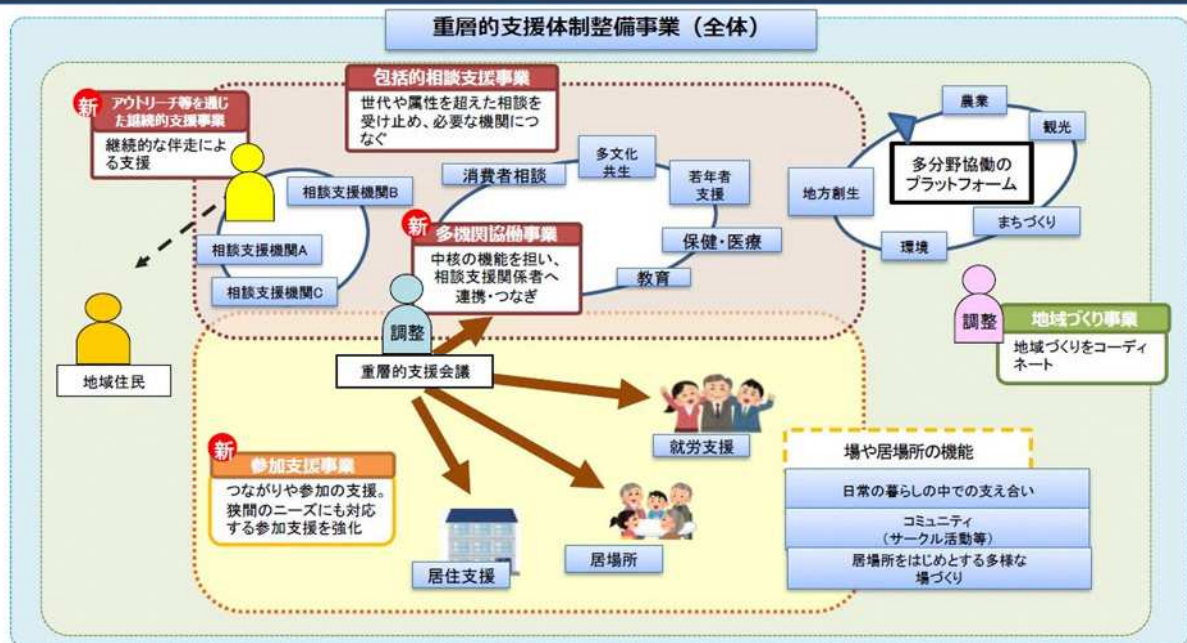 重層的支援体制整備事業（全体）
新
アウトリーチ等を通じ
た継続的支援事業
継続的な伴走によ
る支援
包括的相談支援事業
世代や属性を超えた相談を
受け止め、必要な機関につ
なぐ
相談支援機関B
相談支援機関A
相談支援機関C
消費者相談
多文化
共生
若年者
支援
保健・医療
教育
新
多機関協働事業
中核の機能を担い、
相談支援関係者へ
連携・つなぎ
農業
観光
多分野協働の
プラットフォーム
地方創生
まちづくり
環境
地域住民
調整
重層的支援会議
調整
地域づくり事業
地域づくりをコーディ
ネート
新
参加支援事業
つながりや参加の支援。
狭間のニーズにも対応
する参加支援を強化
就労支援
居場所
居住支援
場や居場所の機能
日常の暮らしの中での支え合い
コミュニティ
（サークル活動等）
居場所をはじめとする多様な
場づくり